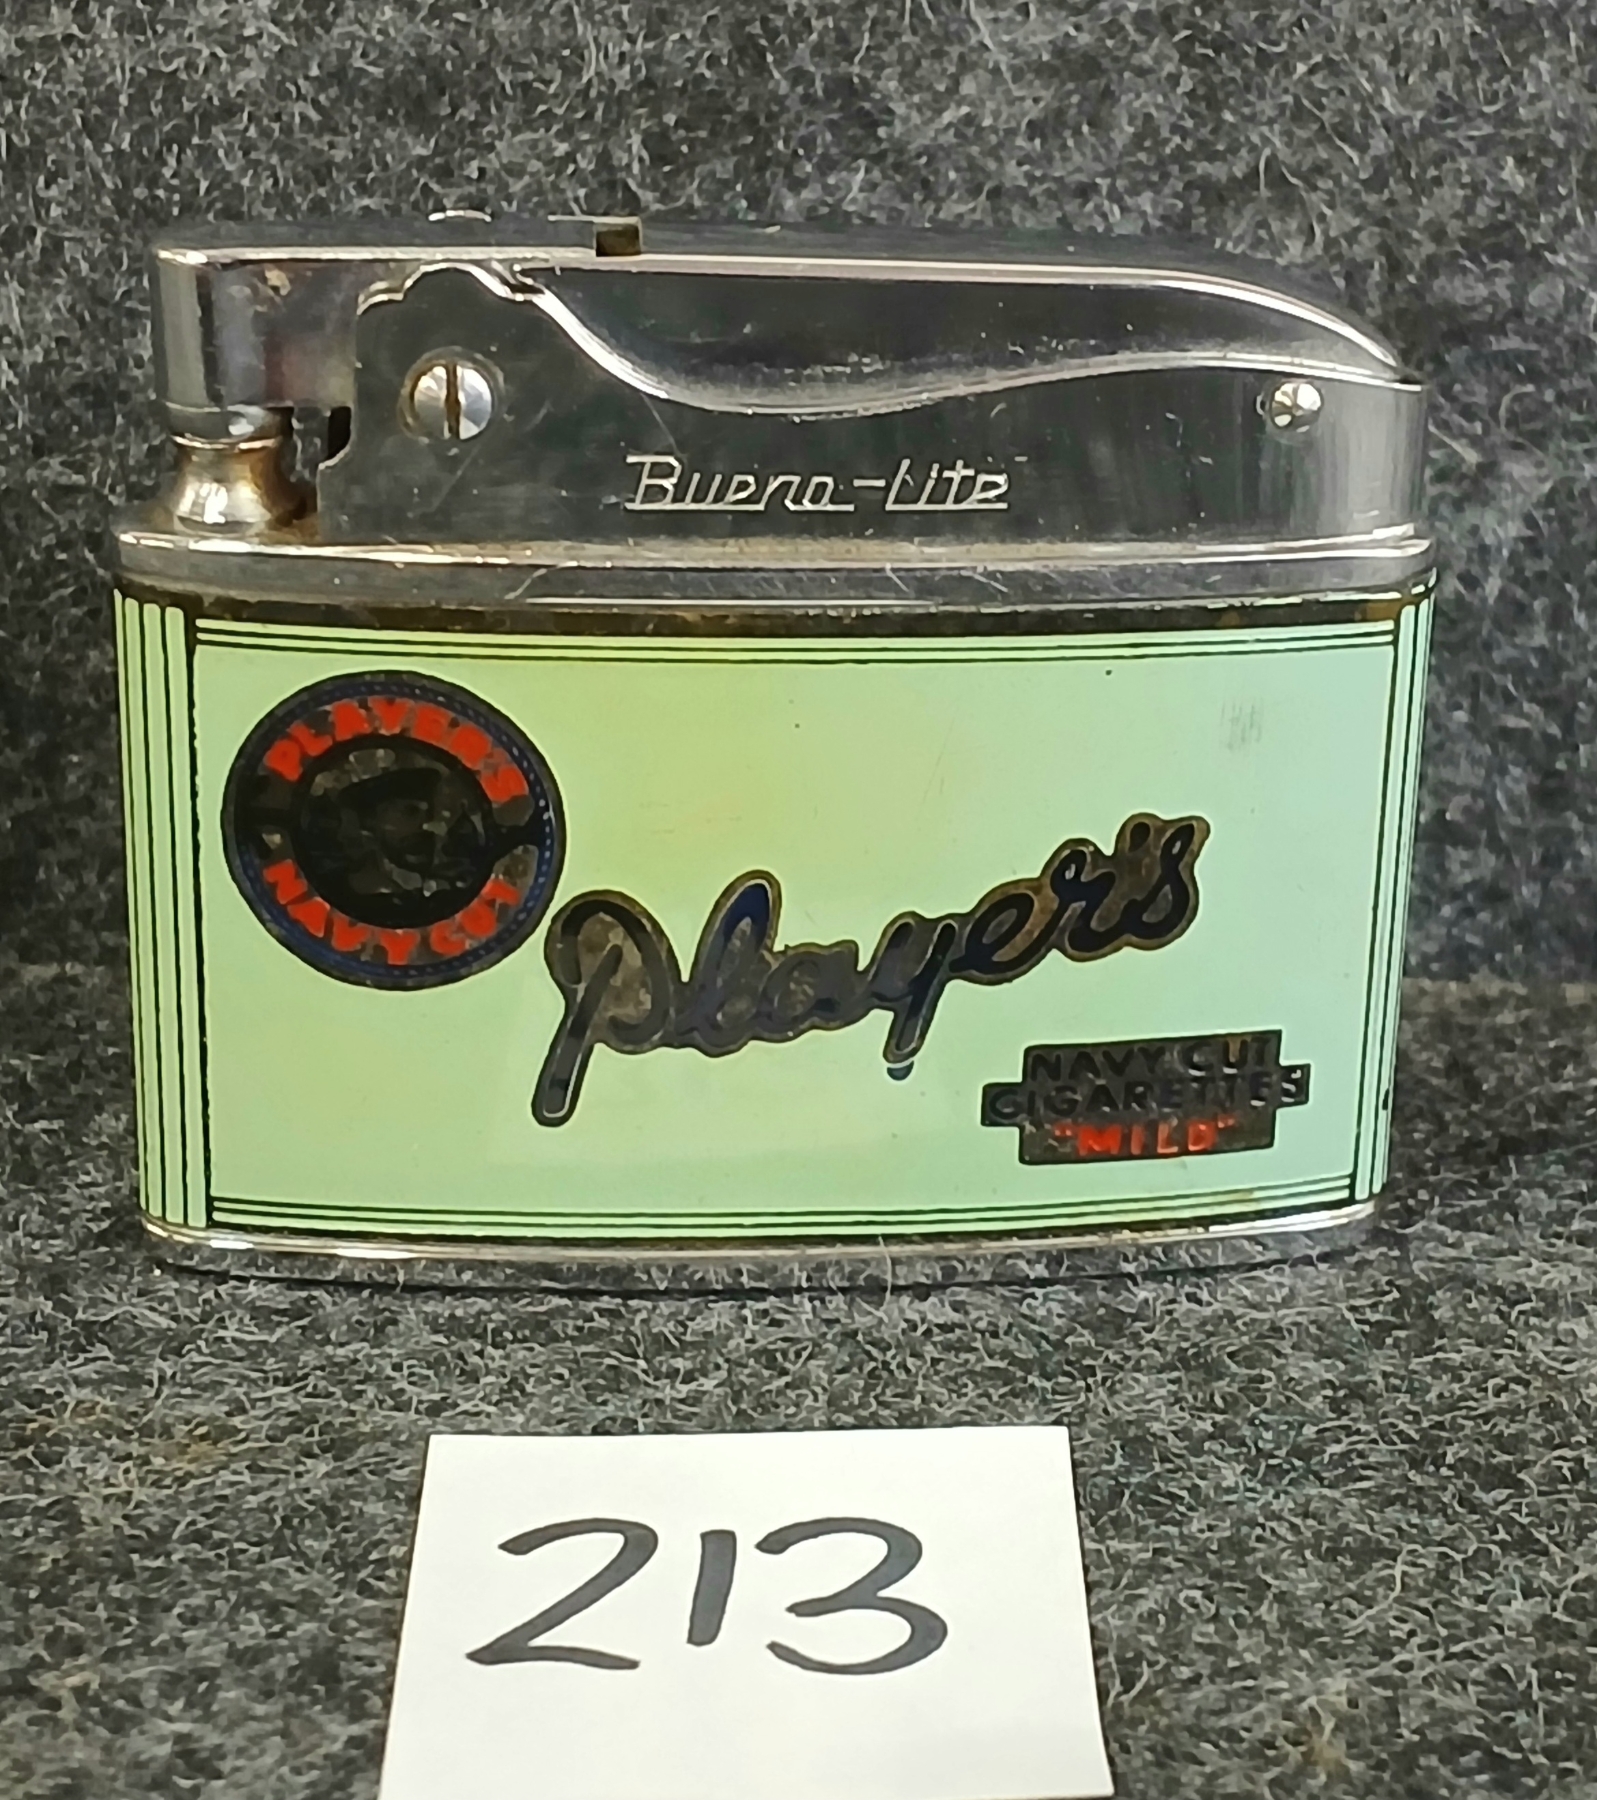 Bueno-Lite
PLAYER'S
NAVY CUT
Player's
NAVY CUT
CIGARETTES
"MILD"
213